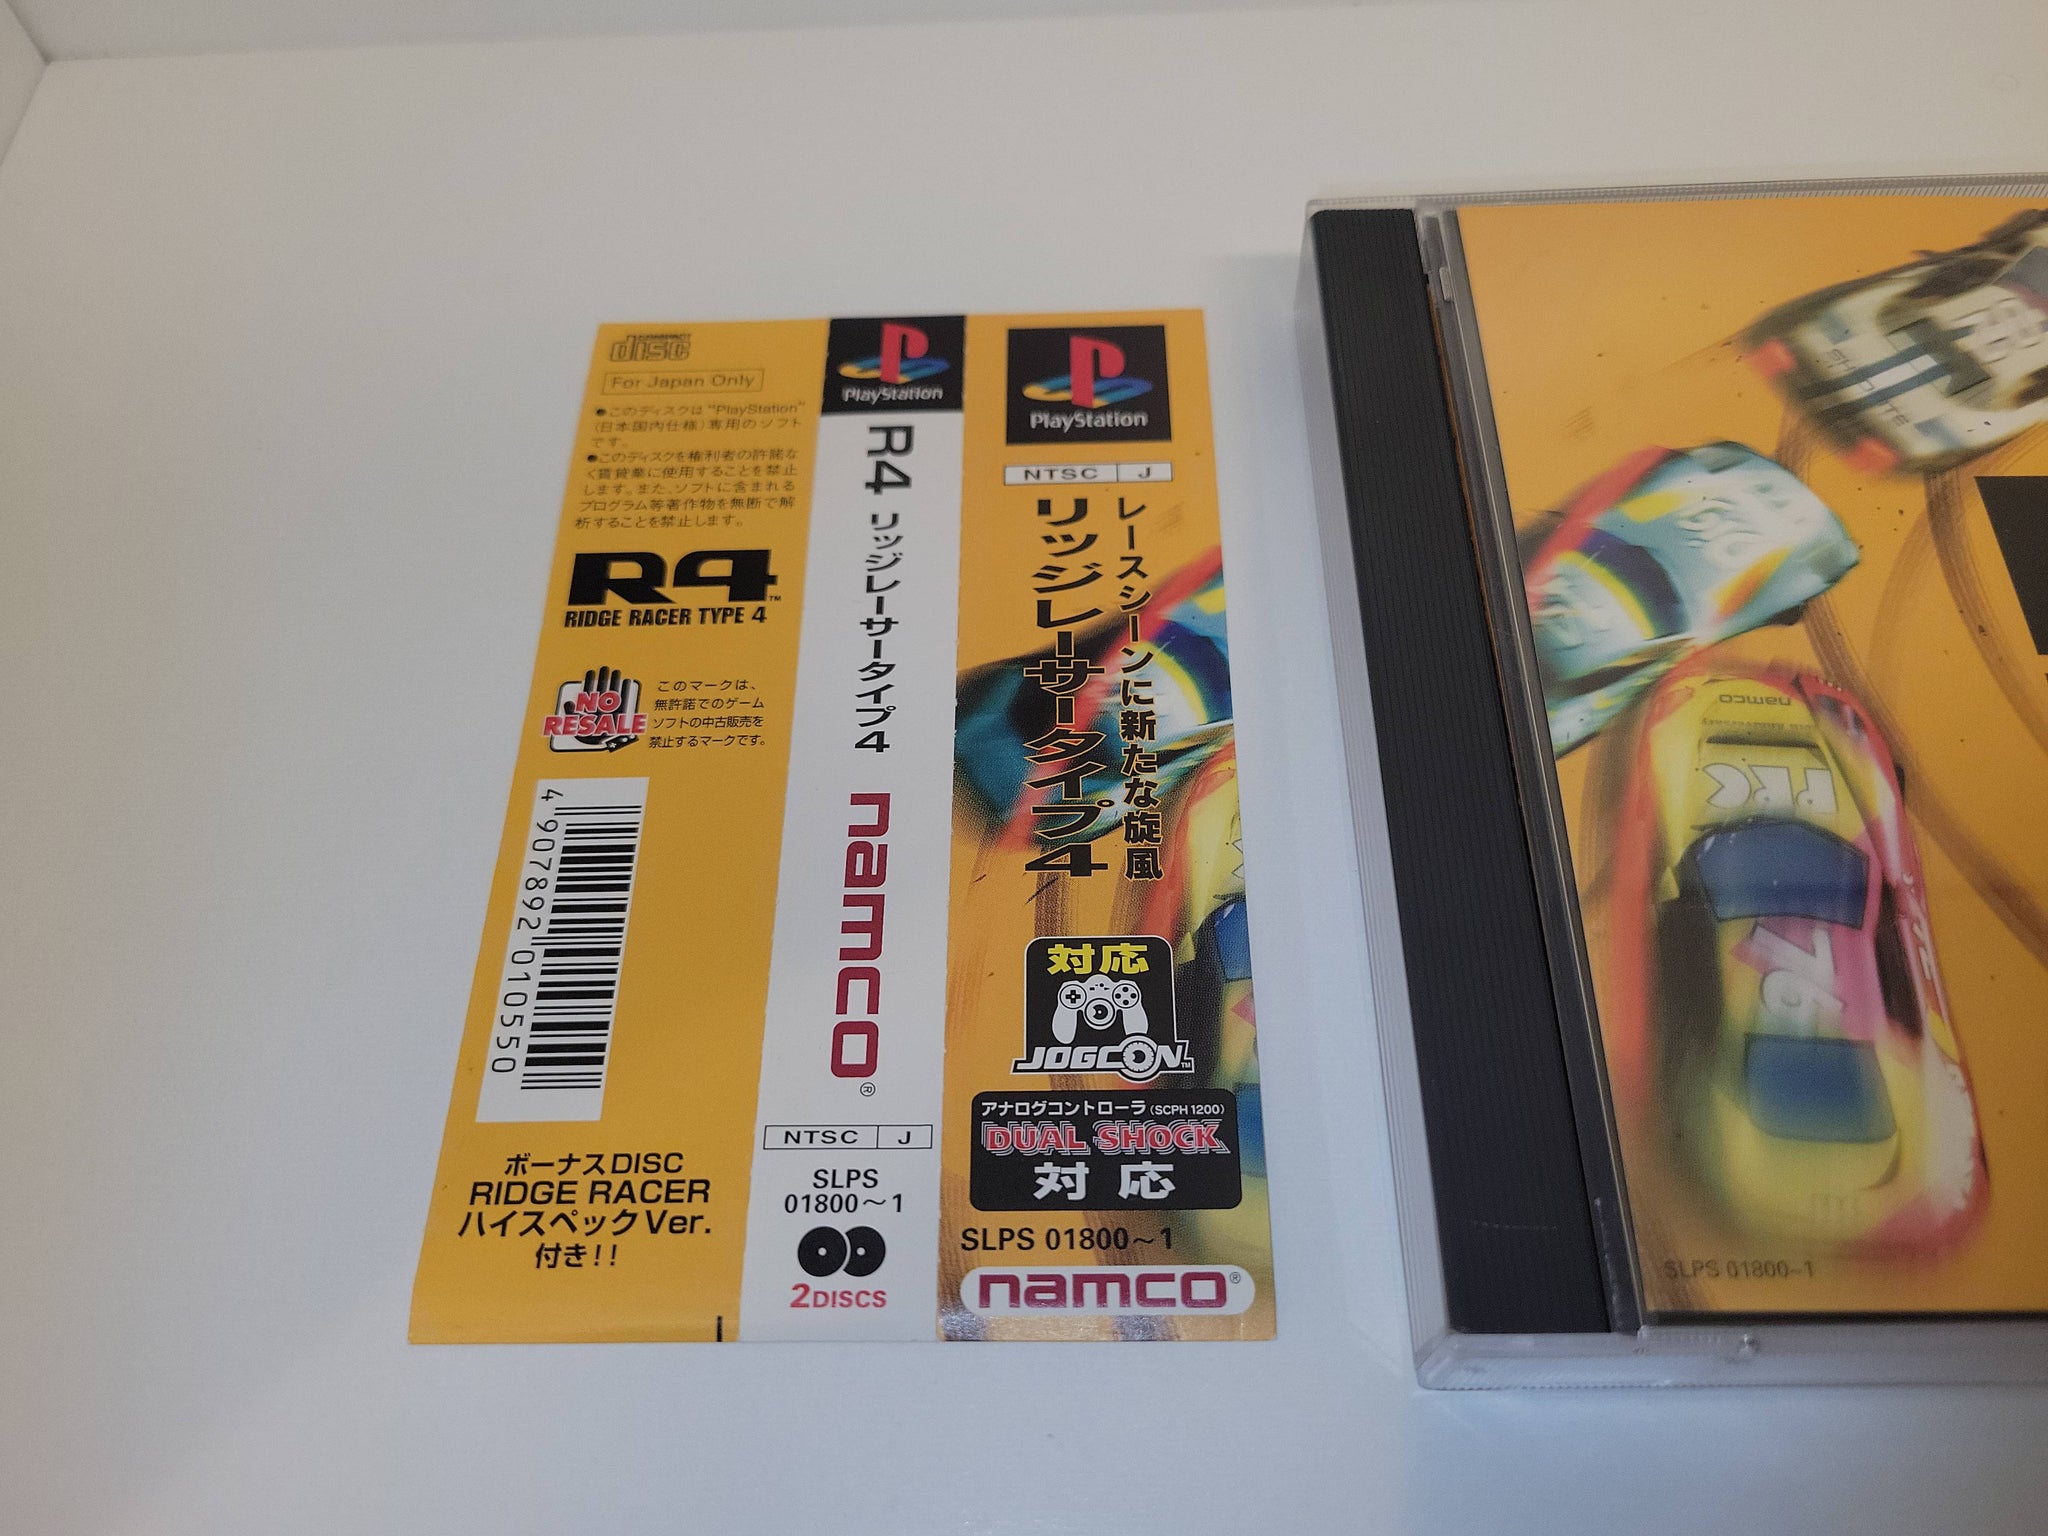 COMPACT
disc
For Japan Only
●このディスクは "PlayStation"
(日本国内仕様)専用のソフト
です。
●このディスクを権利者の許諾な
く賃貸業に使用することを禁止
します。また、ソフトに含まれる
プログラム等著作物を無断で解
析することを禁止します。
R4™
RIDGE RACER TYPE 4
NO
RESALE
このマークは、
無許諾でのゲーム
ソフトの中古販売を
禁止するマークです。
4 907892 010550
ボーナスDISC
RIDGE RACER
ハイスペックVer.
付き!!
PlayStation
R4 リッジレーサータイプ4
namco®
NTSC J
SLPS
01800～1
2DISCS
PlayStation
NTSC J
レースシーンに新たな旋風
リッジレーサータイプ4
対応
JOGCON™
アナログコントローラ(SCPH 1200)
DUAL SHOCK
対応
SLPS 01800～1
namco®
namco
PRC
76
SLPS 01800~1